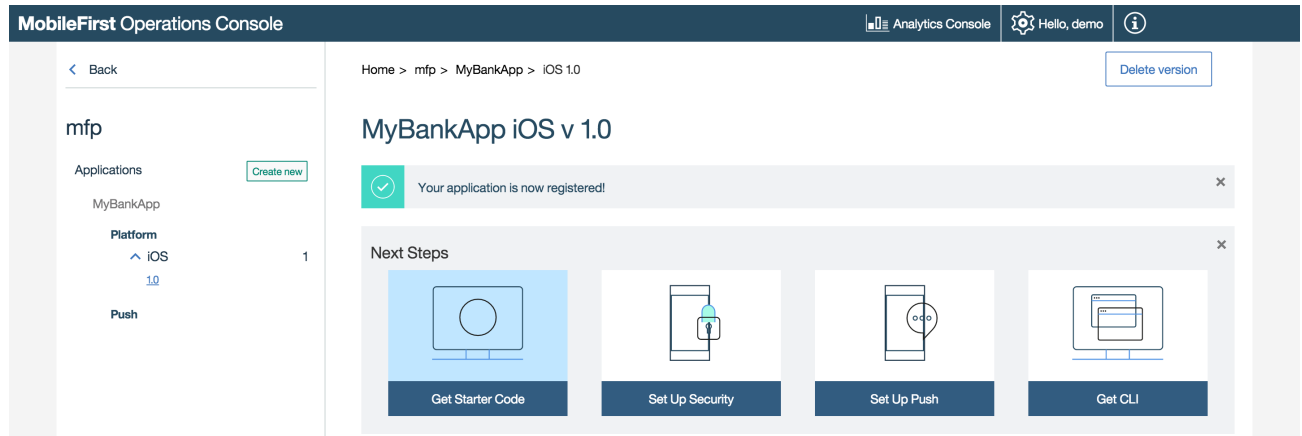 MobileFirst Operations Console
Analytics Console
Hello, demo
Back
mfp
Applications
Create new
MyBankApp
Platform
iOS
1
1.0
Push
Home > mfp > MyBankApp > iOS 1.0
Delete version
MyBankApp iOS v 1.0
Your application is now registered!
Next Steps
Get Starter Code
Set Up Security
Set Up Push
Get CLI